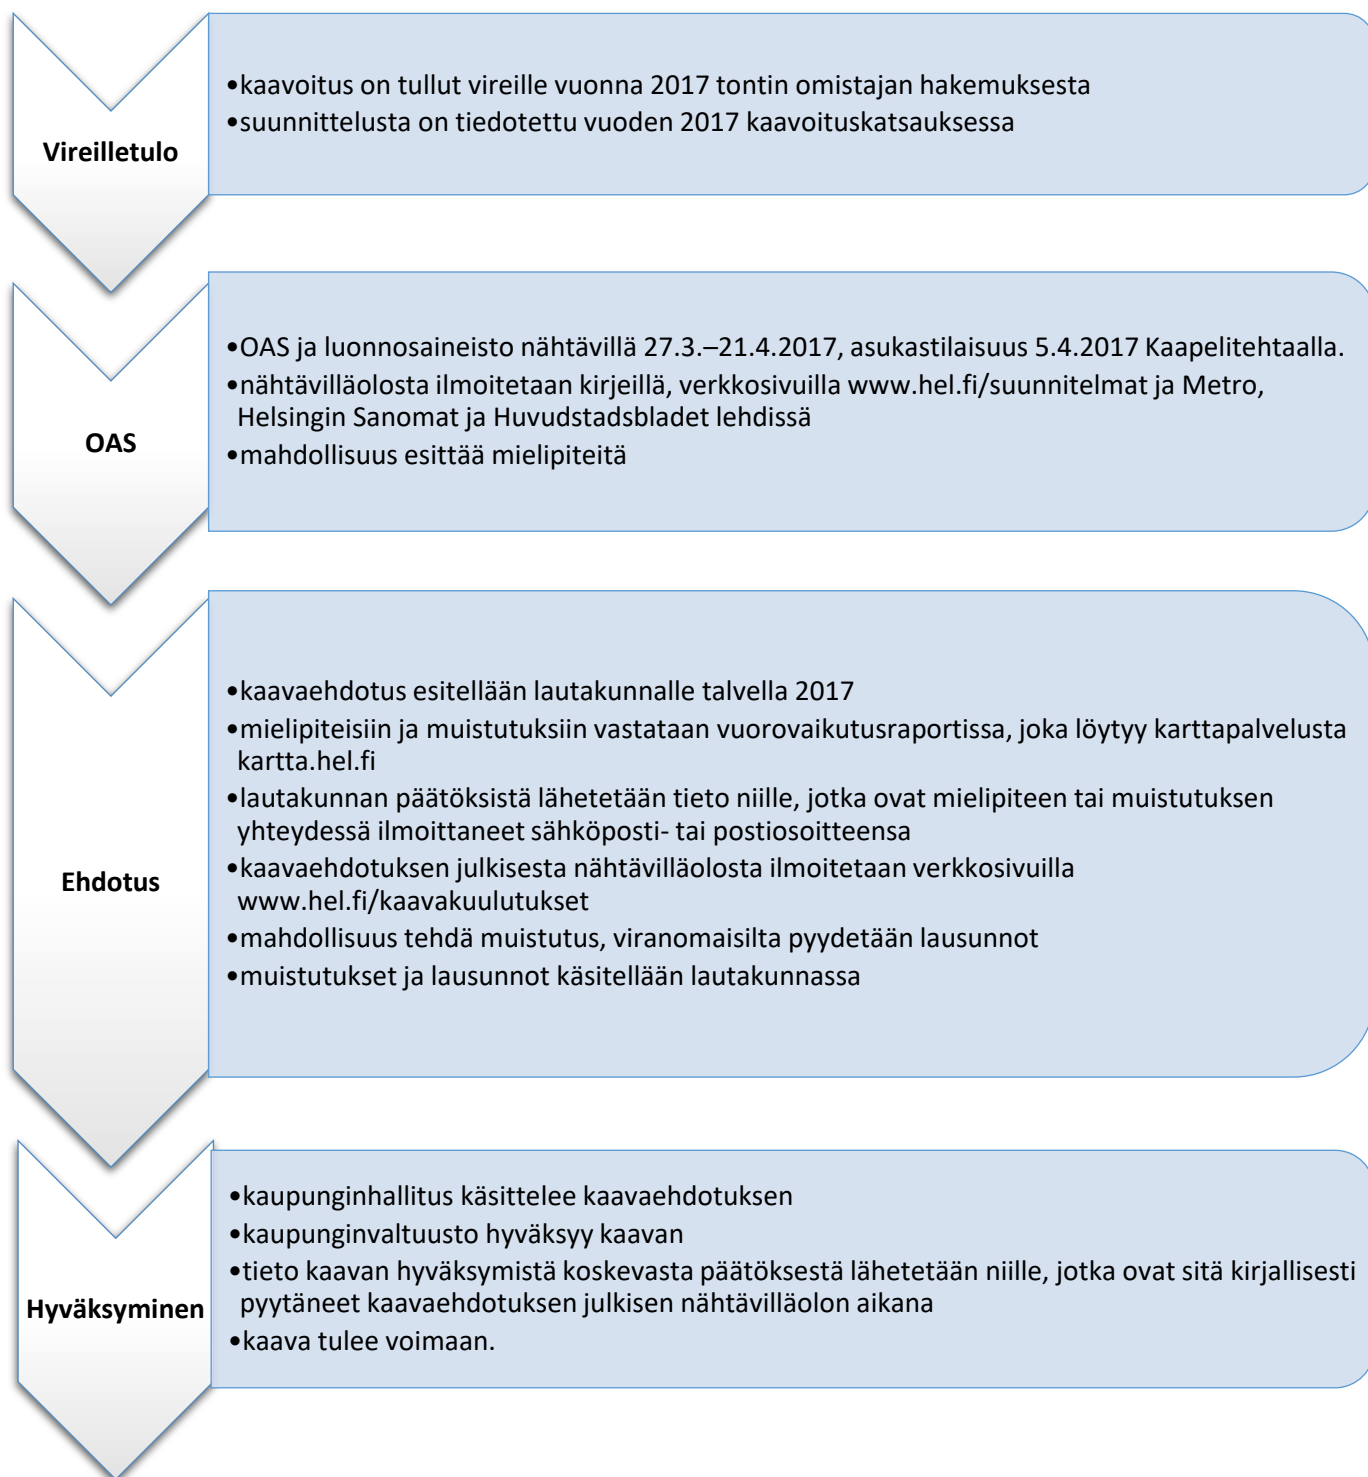 Vireilletulo
•kaavoitus on tullut vireille vuonna 2017 tontin omistajan hakemuksesta
•suunnittelusta on tiedotettu vuoden 2017 kaavoituskatsauksessa
OAS
•OAS ja luonnosaineisto nähtävillä 27.3.–21.4.2017, asukastilaisuus 5.4.2017 Kaapelitehtaalla.
•nähtävilläolosta ilmoitetaan kirjeillä, verkkosivuilla www.hel.fi/suunnitelmat ja Metro,
Helsingin Sanomat ja Huvudstadsbladet lehdissä
•mahdollisuus esittää mielipiteitä
Ehdotus
•kaavaehdotus esitellään lautakunnalle talvella 2017
•mielipiteisiin ja muistutuksiin vastataan vuorovaikutusraportissa, joka löytyy karttapalvelusta
kartta.hel.fi
•lautakunnan päätöksistä lähetetään tieto niille, jotka ovat mielipiteen tai muistutuksen
yhteydessä ilmoittaneet sähköposti- tai postiosoitteensa
•kaavaehdotuksen julkisesta nähtävilläolosta ilmoitetaan verkkosivuilla
www.hel.fi/kaavakuulutukset
•mahdollisuus tehdä muistutus, viranomaisilta pyydetään lausunnot
•muistutukset ja lausunnot käsitellään lautakunnassa
Hyväksyminen
•kaupunginhallitus käsittelee kaavaehdotuksen
•kaupunginvaltuusto hyväksyy kaavan
•tieto kaavan hyväksymistä koskevasta päätöksestä lähetetään niille, jotka ovat sitä kirjallisesti
pyytäneet kaavaehdotuksen julkisen nähtävilläolon aikana
•kaava tulee voimaan.